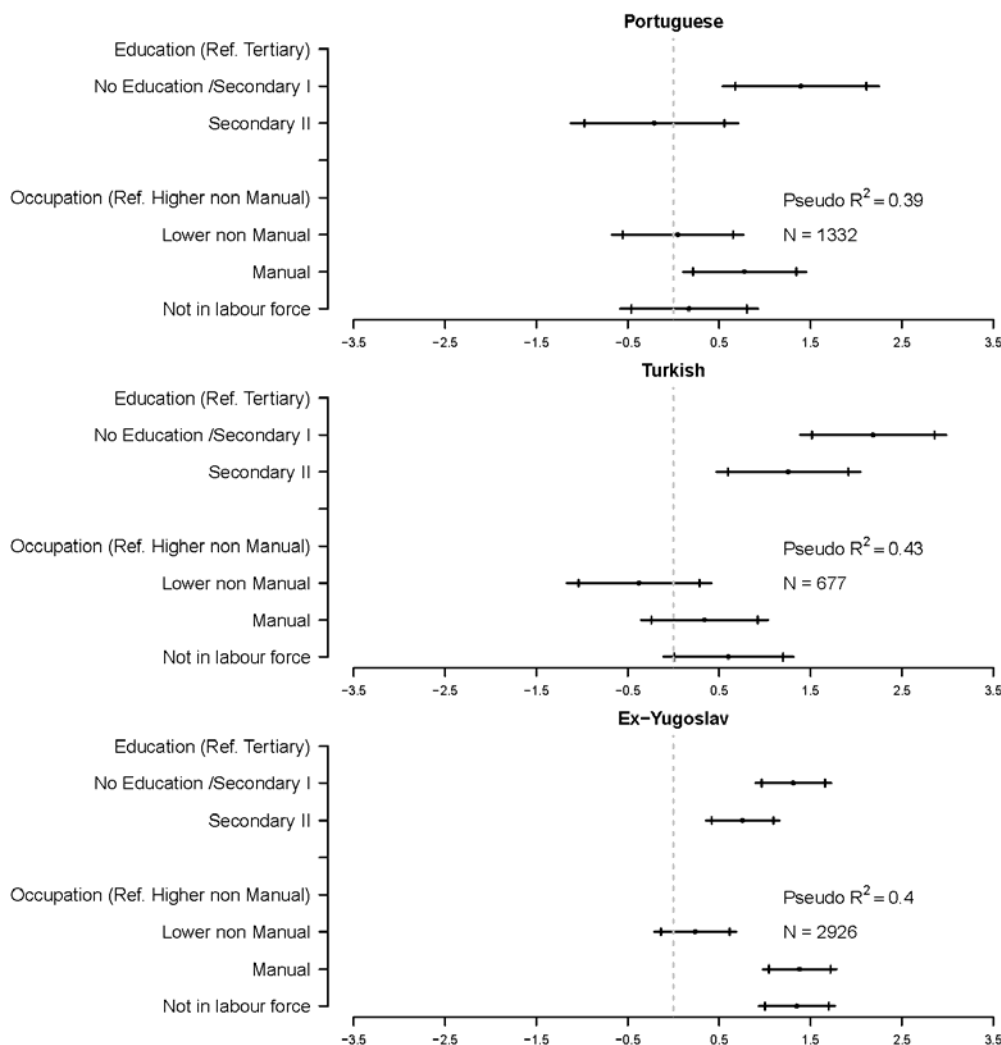 Portuguese
Education (Ref. Tertiary)
No Education /Secondary I
Secondary II
Occupation (Ref. Higher non Manual)
Pseudo R² = 0.39
Lower non Manual
N = 1332
Manual
Not in labour force
−3.5 −2.5 −1.5 −0.5 0.5 1.5 2.5 3.5
Turkish
Education (Ref. Tertiary)
No Education /Secondary I
Secondary II
Occupation (Ref. Higher non Manual)
Pseudo R² = 0.43
Lower non Manual
N = 677
Manual
Not in labour force
−3.5 −2.5 −1.5 −0.5 0.5 1.5 2.5 3.5
Ex−Yugoslav
Education (Ref. Tertiary)
No Education /Secondary I
Secondary II
Occupation (Ref. Higher non Manual)
Pseudo R² = 0.4
Lower non Manual
N = 2926
Manual
Not in labour force
−3.5 −2.5 −1.5 −0.5 0.5 1.5 2.5 3.5